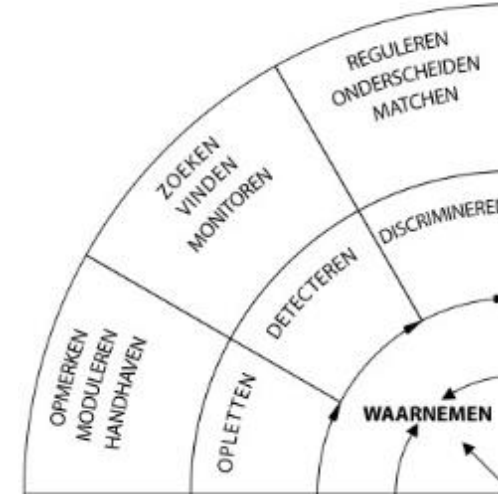 REGULEREN
ONDERSCHEIDEN
MATCHEN
ZOEKEN
VINDEN
MONITOREN
DISCRIMINEREN
DETECTEREN
OPMERKEN
MODULEREN
HANDHAVEN
OPLETTEN
WAARNEMEN